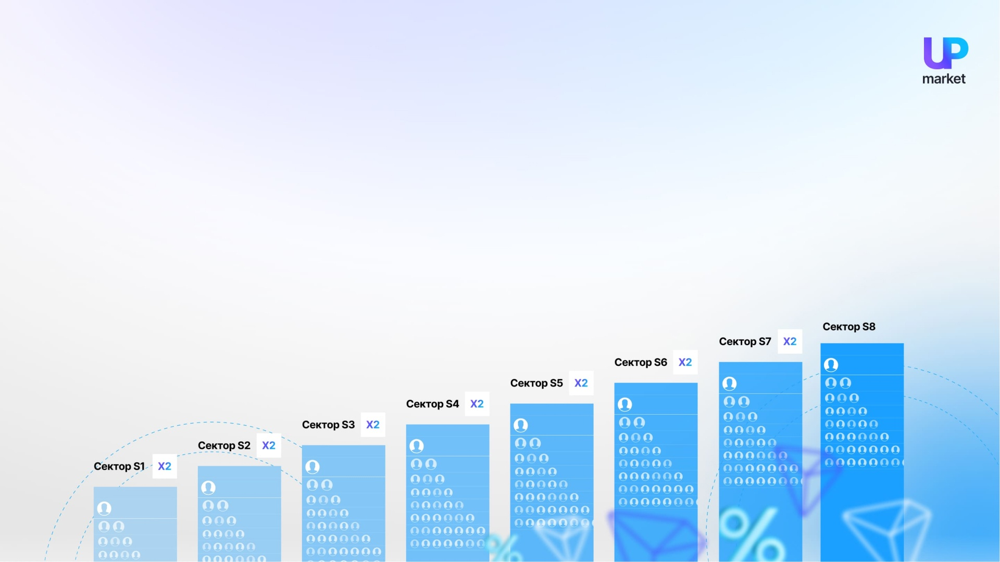 UP
market
Сектор S8
Сектор S7 X2
Сектор S6 X2
Сектор S5 X2
Сектор S4 X2
Сектор S3 X2
Сектор S2 X2
Сектор S1 X2
%
%